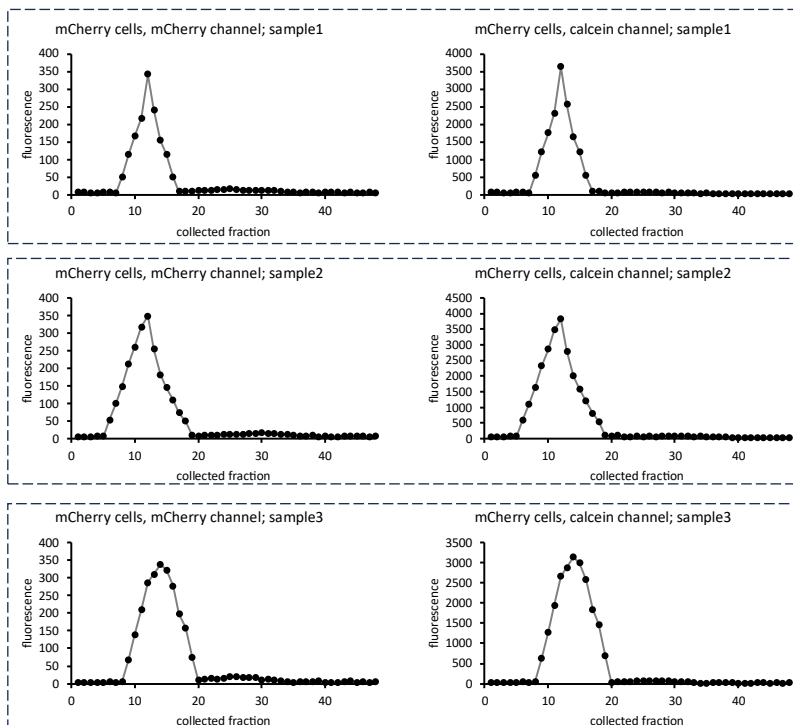 mCherry cells, mCherry channel; sample1
400
350
300
250
200
150
100
50
0
fluorescence
0 10 20 30 40
collected fraction
mCherry cells, calcein channel; sample1
4000
3500
3000
2500
2000
1500
1000
500
0
fluorescence
0 10 20 30 40
collected fraction
mCherry cells, mCherry channel; sample2
400
350
300
250
200
150
100
50
0
fluorescence
0 10 20 30 40
collected fraction
mCherry cells, calcein channel; sample2
4500
4000
3500
3000
2500
2000
1500
1000
500
0
fluorescence
0 10 20 30 40
collected fraction
mCherry cells, mCherry channel; sample3
400
350
300
250
200
150
100
50
0
fluorescence
0 10 20 30 40
collected fraction
mCherry cells, calcein channel; sample3
3500
3000
2500
2000
1500
1000
500
0
fluorescence
0 10 20 30 40
collected fraction